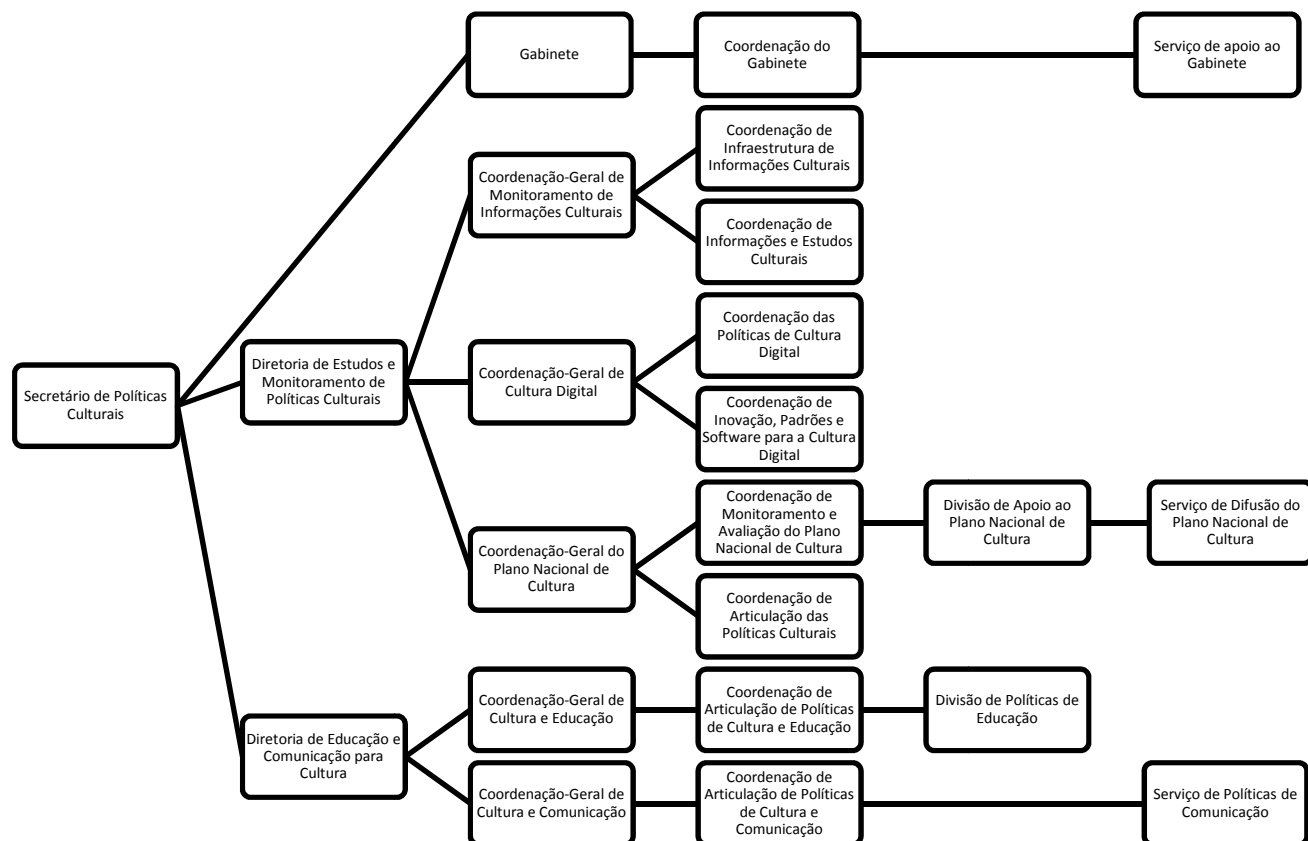 Gabinete
Coordenação do
Gabinete
Serviço de apoio ao
Gabinete
Coordenação de
Infraestrutura de
Informações Culturais
Coordenação-Geral de
Monitoramento de
Informações Culturais
Coordenação de
Informações e Estudos
Culturais
Coordenação das
Políticas de Cultura
Digital
Secretário de Políticas
Culturais
Diretoria de Estudos e
Monitoramento de
Políticas Culturais
Coordenação-Geral de
Cultura Digital
Coordenação de
Inovação, Padrões e
Software para a Cultura
Digital
Coordenação de
Monitoramento e
Avaliação do Plano
Nacional de Cultura
Divisão de Apoio ao
Plano Nacional de
Cultura
Serviço de Difusão do
Plano Nacional de
Cultura
Coordenação-Geral do
Plano Nacional de
Cultura
Coordenação de
Articulação das
Políticas Culturais
Coordenação-Geral de
Cultura e Educação
Coordenação de
Articulação de Políticas
de Cultura e Educação
Divisão de Políticas de
Educação
Diretoria de Educação e
Comunicação para
Cultura
Coordenação-Geral de
Cultura e Comunicação
Coordenação de
Articulação de Políticas
de Cultura e
Comunicação
Serviço de Políticas de
Comunicação